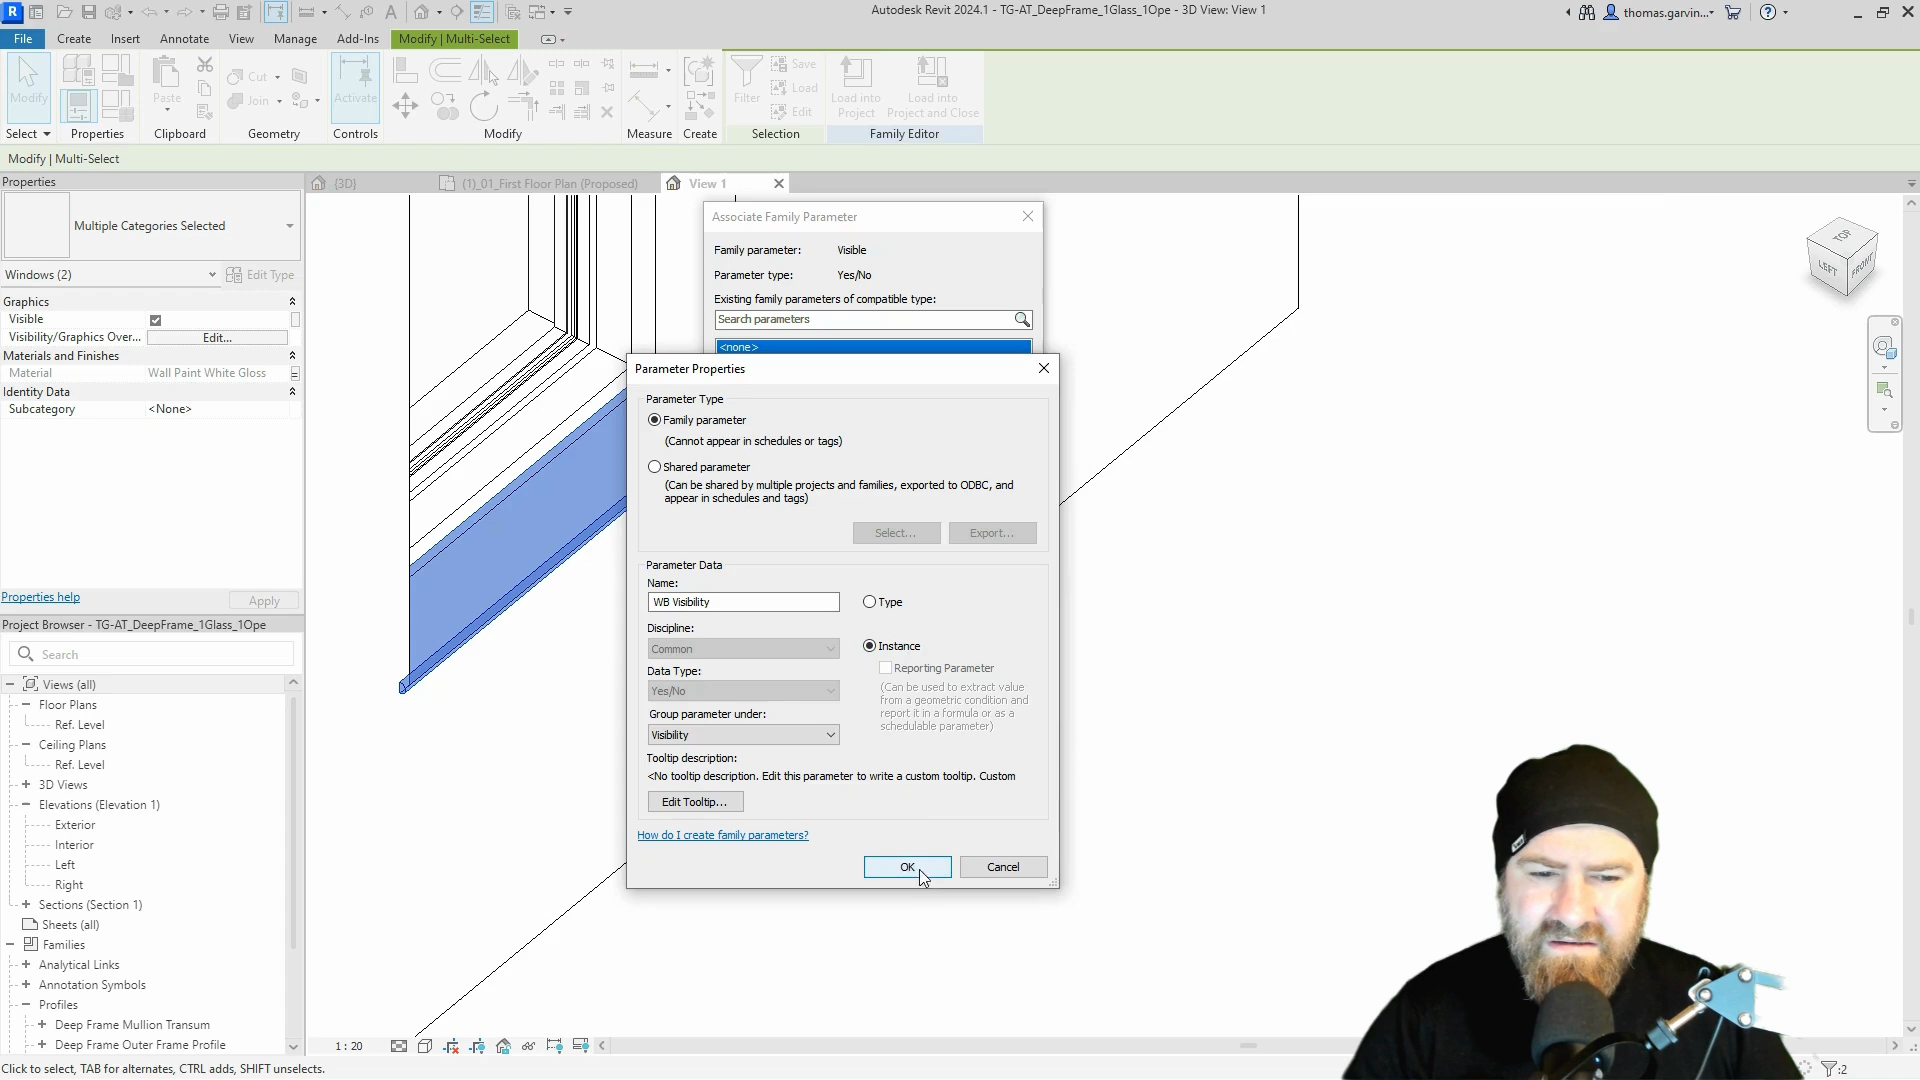 R
A
Autodesk Revit 2024.1 - TG-AT_DeepFrame_1Glass_1Ope - 3D View: View 1
thomas.garvin...
File Create Insert Annotate View Manage Add-Ins Modify | Multi-Select
Modify
Paste
Cut
Join
Activate
Filter
Save
Load
Edit
Load into
Project
Load into
Project and Close
Select
Properties
Clipboard
Geometry
Controls
Modify
Measure
Create
Selection
Family Editor
Modify | Multi-Select
Properties
{3D}
(1)_01_First Floor Plan (Proposed)
View 1
Multiple Categories Selected
Windows (2)
Edit Type
Graphics
Visible
Visibility/Graphics Over... Edit...
Materials and Finishes
Material Wall Paint White Gloss
Identity Data
Subcategory <None>
Properties help
Apply
Project Browser - TG-AT_DeepFrame_1Glass_1Ope
Search
Views (all)
Floor Plans
Ref. Level
Ceiling Plans
Ref. Level
3D Views
Elevations (Elevation 1)
Exterior
Interior
Left
Right
Sections (Section 1)
Sheets (all)
Families
Analytical Links
Annotation Symbols
Profiles
Deep Frame Mullion Transum
Deep Frame Outer Frame Profile
Associate Family Parameter
Family parameter: Visible
Parameter type: Yes/No
Existing family parameters of compatible type:
Search parameters
<none>
Parameter Properties
Parameter Type
Family parameter
(Cannot appear in schedules or tags)
Shared parameter
(Can be shared by multiple projects and families, exported to ODBC, and
appear in schedules and tags)
Select...
Export...
Parameter Data
Name:
WB Visibility
Type
Discipline:
Common
Instance
Reporting Parameter
Data Type:
Yes/No
(Can be used to extract value
from a geometric condition and
report it in a formula or as a
schedulable parameter)
Group parameter under:
Visibility
Tooltip description:
<No tooltip description. Edit this parameter to write a custom tooltip. Custom
Edit Tooltip...
How do I create family parameters?
OK
Cancel
TOP
LEFT
FRONT
1 : 20
Click to select, TAB for alternates, CTRL adds, SHIFT unselects.
:2